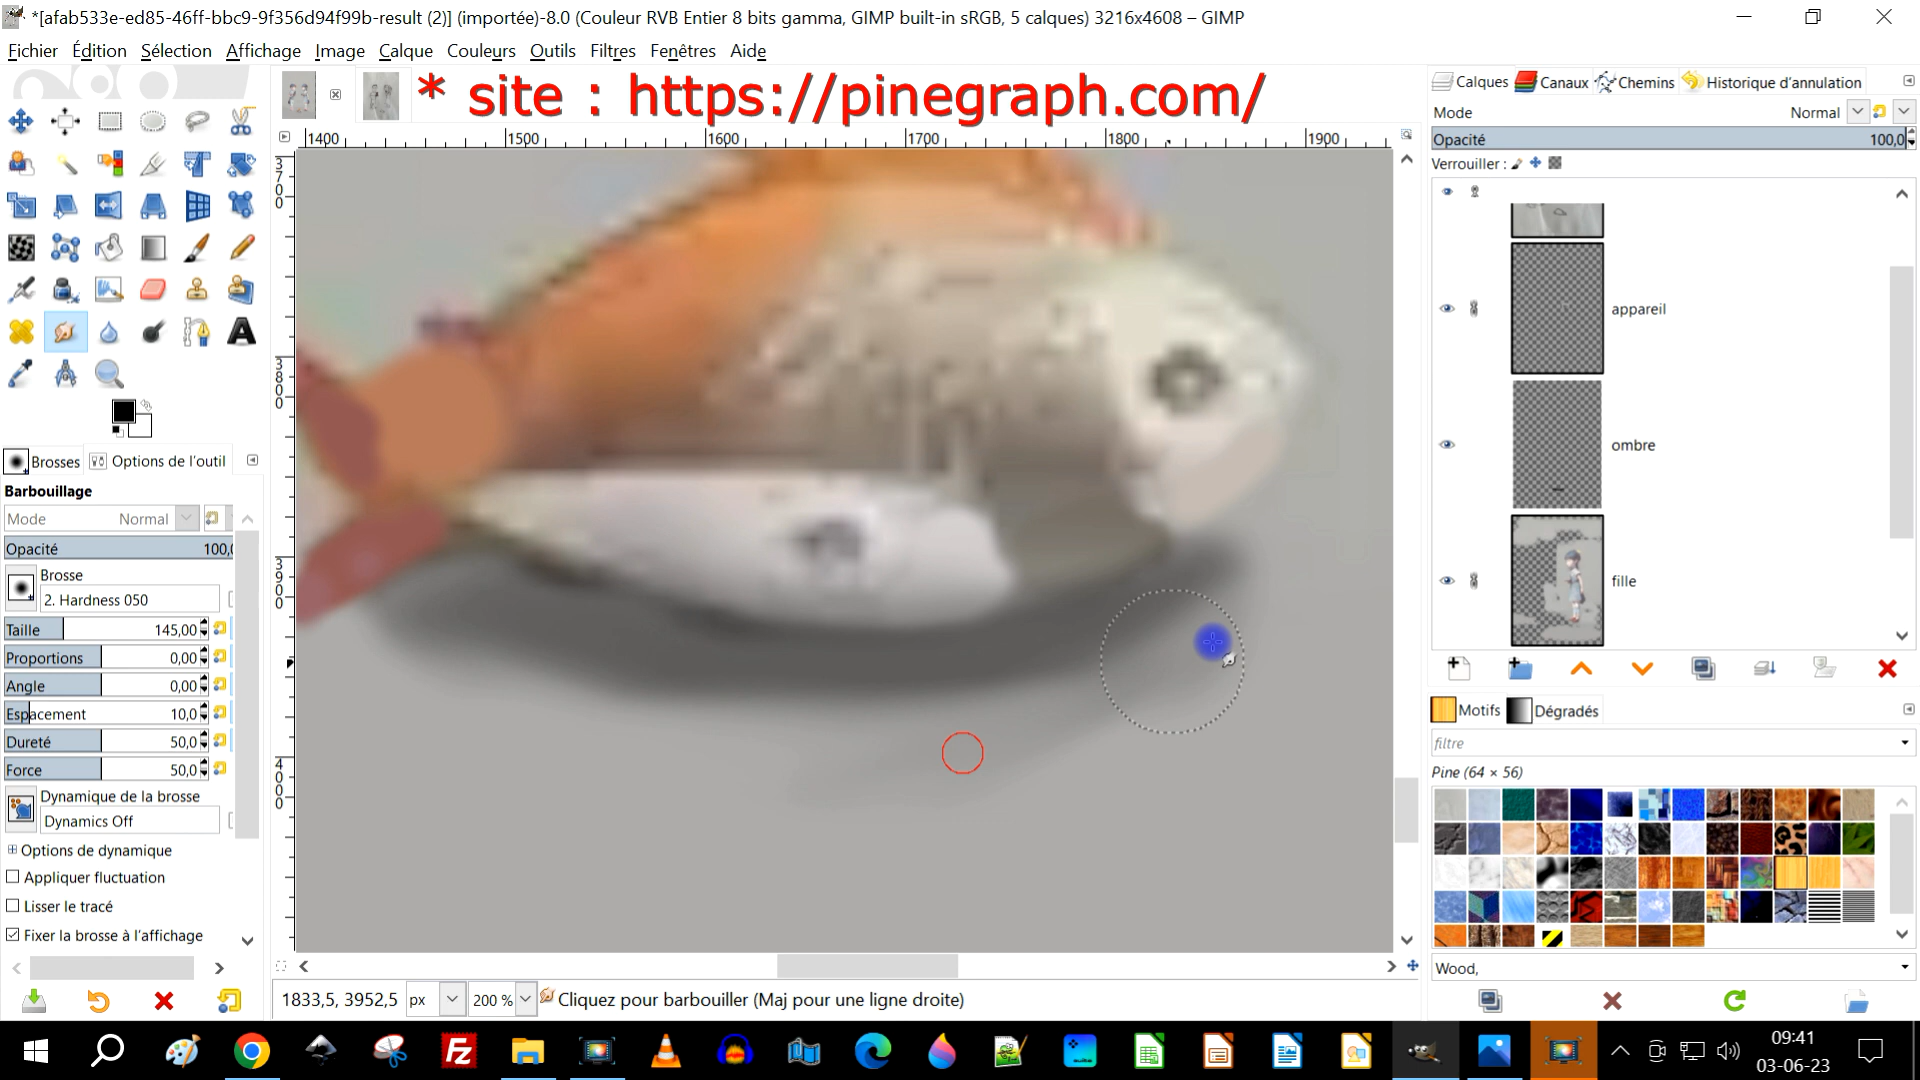 *[afab533e-ed85-46ff-bbc9-9f356d94f99b-result (2)] (importée)-8.0 (Couleur RVB Entier 8 bits gamma, GIMP built-in sRGB, 5 calques) 3216x4608 – GIMP
Fichier Édition Sélection Affichage Image Calque Couleurs Outils Filtres Fenêtres Aide
* site : https://pinegraph.com/
Calques Canaux Chemins Historique d'annulation
Mode Normal
Opacité 100,0
Verrouiller :
1400 1500 1600 1700 1800 1900
3700
3800
3900
4000
appareil
ombre
fille
Brosses Options de l'outil
Barbouillage
Mode Normal
Opacité 100,
Brosse
2. Hardness 050
Taille 145,00
Proportions 0,00
Angle 0,00
Espacement 10,0
Dureté 50,0
Force 50,0
Dynamique de la brosse
Dynamics Off
Options de dynamique
Appliquer fluctuation
Lisser le tracé
Fixer la brosse à l'affichage
Motifs Dégradés
filtre
Pine (64 × 56)
Wood,
1833,5, 3952,5 px 200 % Cliquez pour barbouiller (Maj pour une ligne droite)
09:41
03-06-23